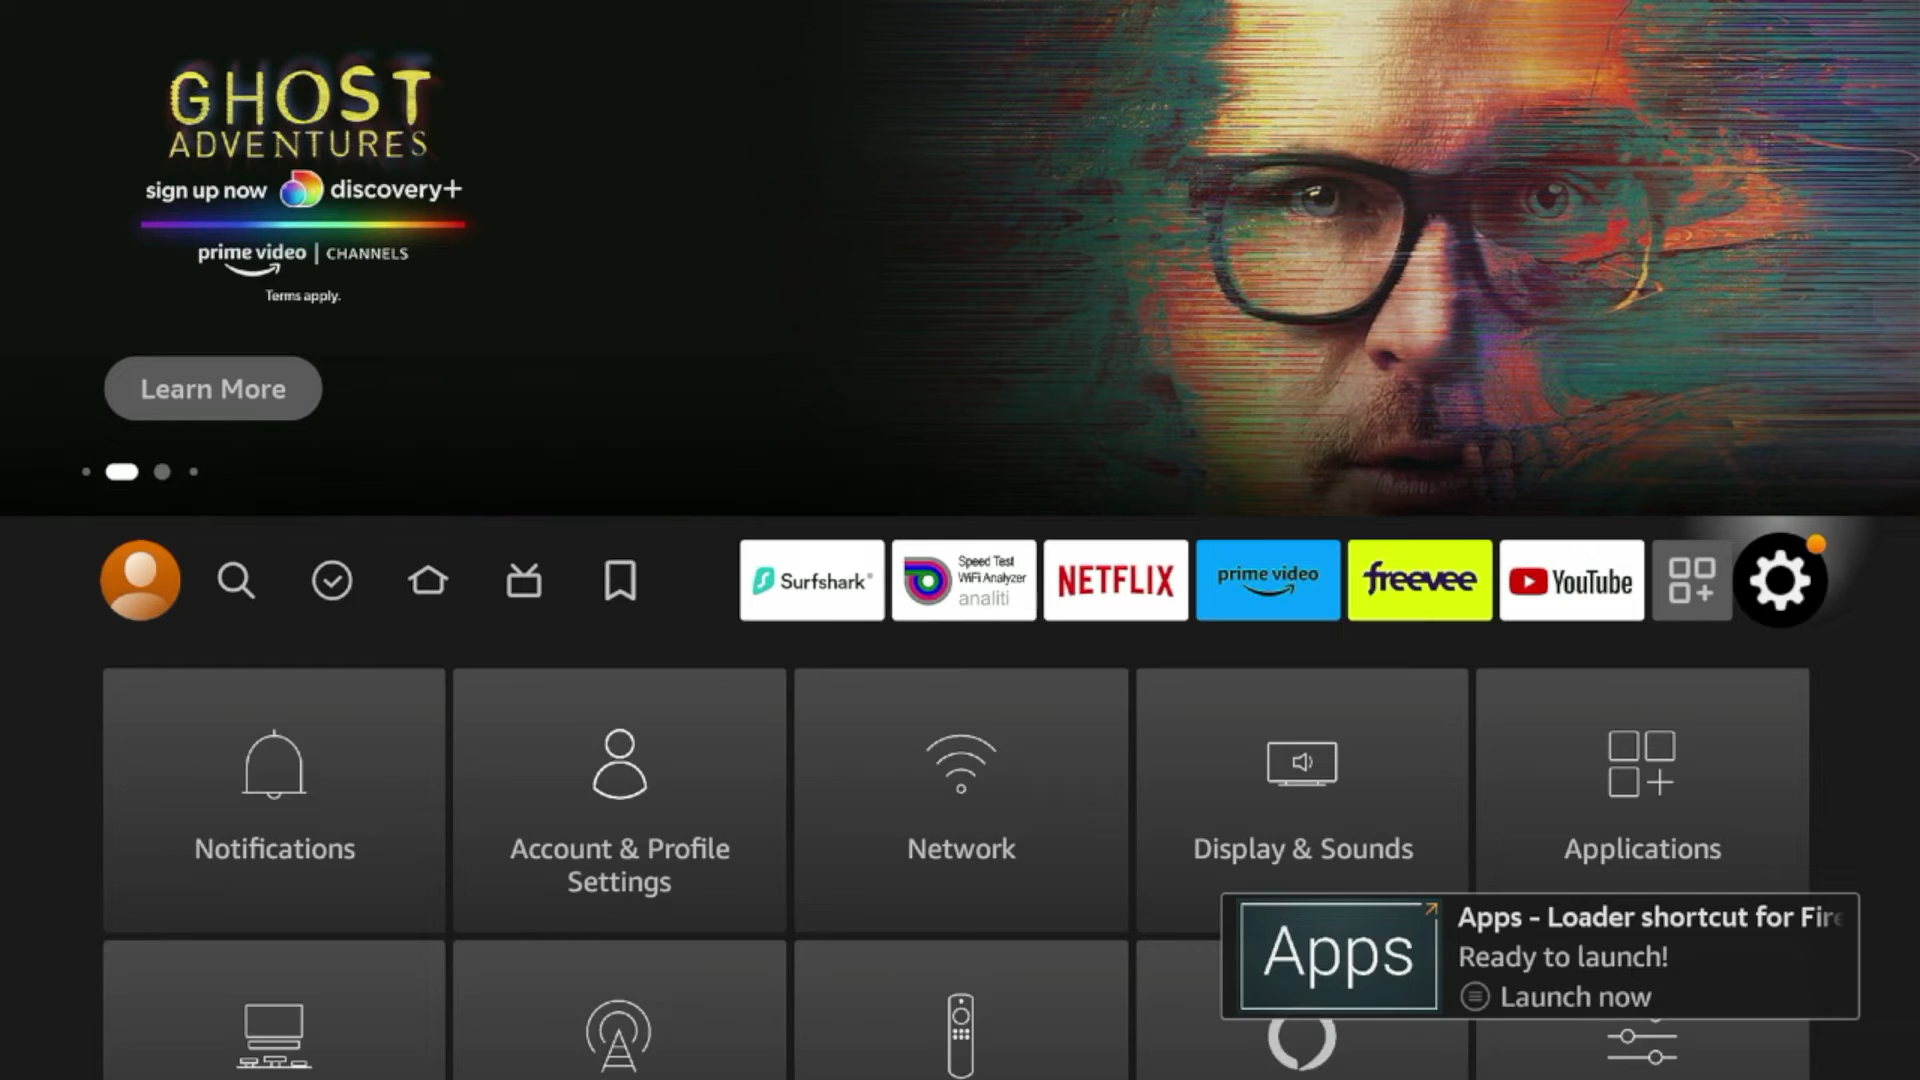 GHOST
ADVENTURES
sign up now discovery+
prime video | CHANNELS
Terms apply.
Learn More
Surfshark®
Speed Test
WiFi Analyzer
analiti
NETFLIX
prime video
freevee
YouTube
Notifications
Account & Profile
Settings
Network
Display & Sounds
Applications
Apps
Apps - Loader shortcut for Fire
Ready to launch!
Launch now